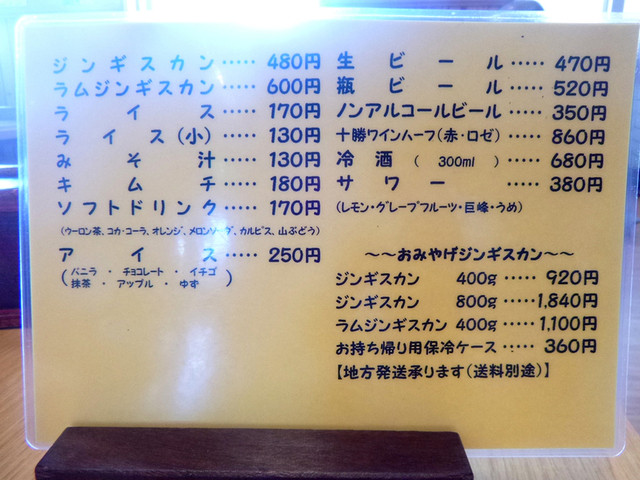 ジンギスカン・・・・・480円
ラムジンギスカン・・・・・600円
ライス・・・・・170円
ライス(小)・・・・・130円
みそ汁・・・・・130円
キムチ・・・・・180円
ソフトドリンク・・・・・170円
(ウーロン茶、コカ・コーラ、オレンジ、メロンソーダ、カルピス、山ぶどう)
アイス・・・・・250円
(バニラ・チョコレート・イチゴ
抹茶・アップル・ゆず)
生ビール・・・・・470円
瓶ビール・・・・・520円
ノンアルコールビール・・・・・350円
十勝ワインハーフ(赤・ロゼ)・・・・・860円
冷酒(300ml)・・・・・680円
サワー・・・・・380円
(レモン・グレープフルーツ・巨峰・うめ)
～～おみやげジンギスカン～～
ジンギスカン 400g・・・・・920円
ジンギスカン 800g・・・・・1,840円
ラムジンギスカン 400g・・・・・1,100円
お持ち帰り用保冷ケース・・・・・360円
【地方発送承ります(送料別途)】